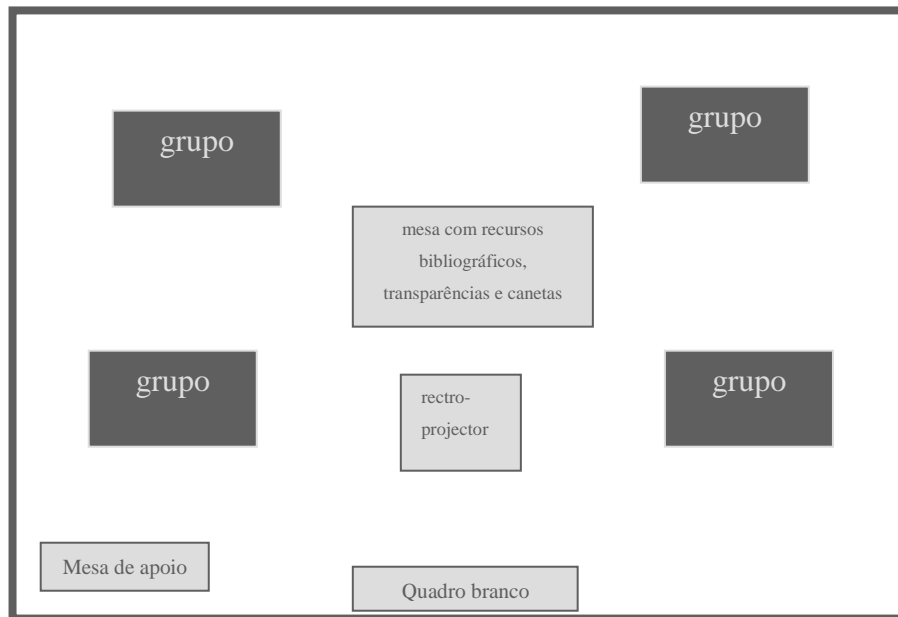 grupo
grupo
mesa com recursos
bibliográficos,
transparências e canetas
grupo
rectro-
projector
grupo
Mesa de apoio
Quadro branco